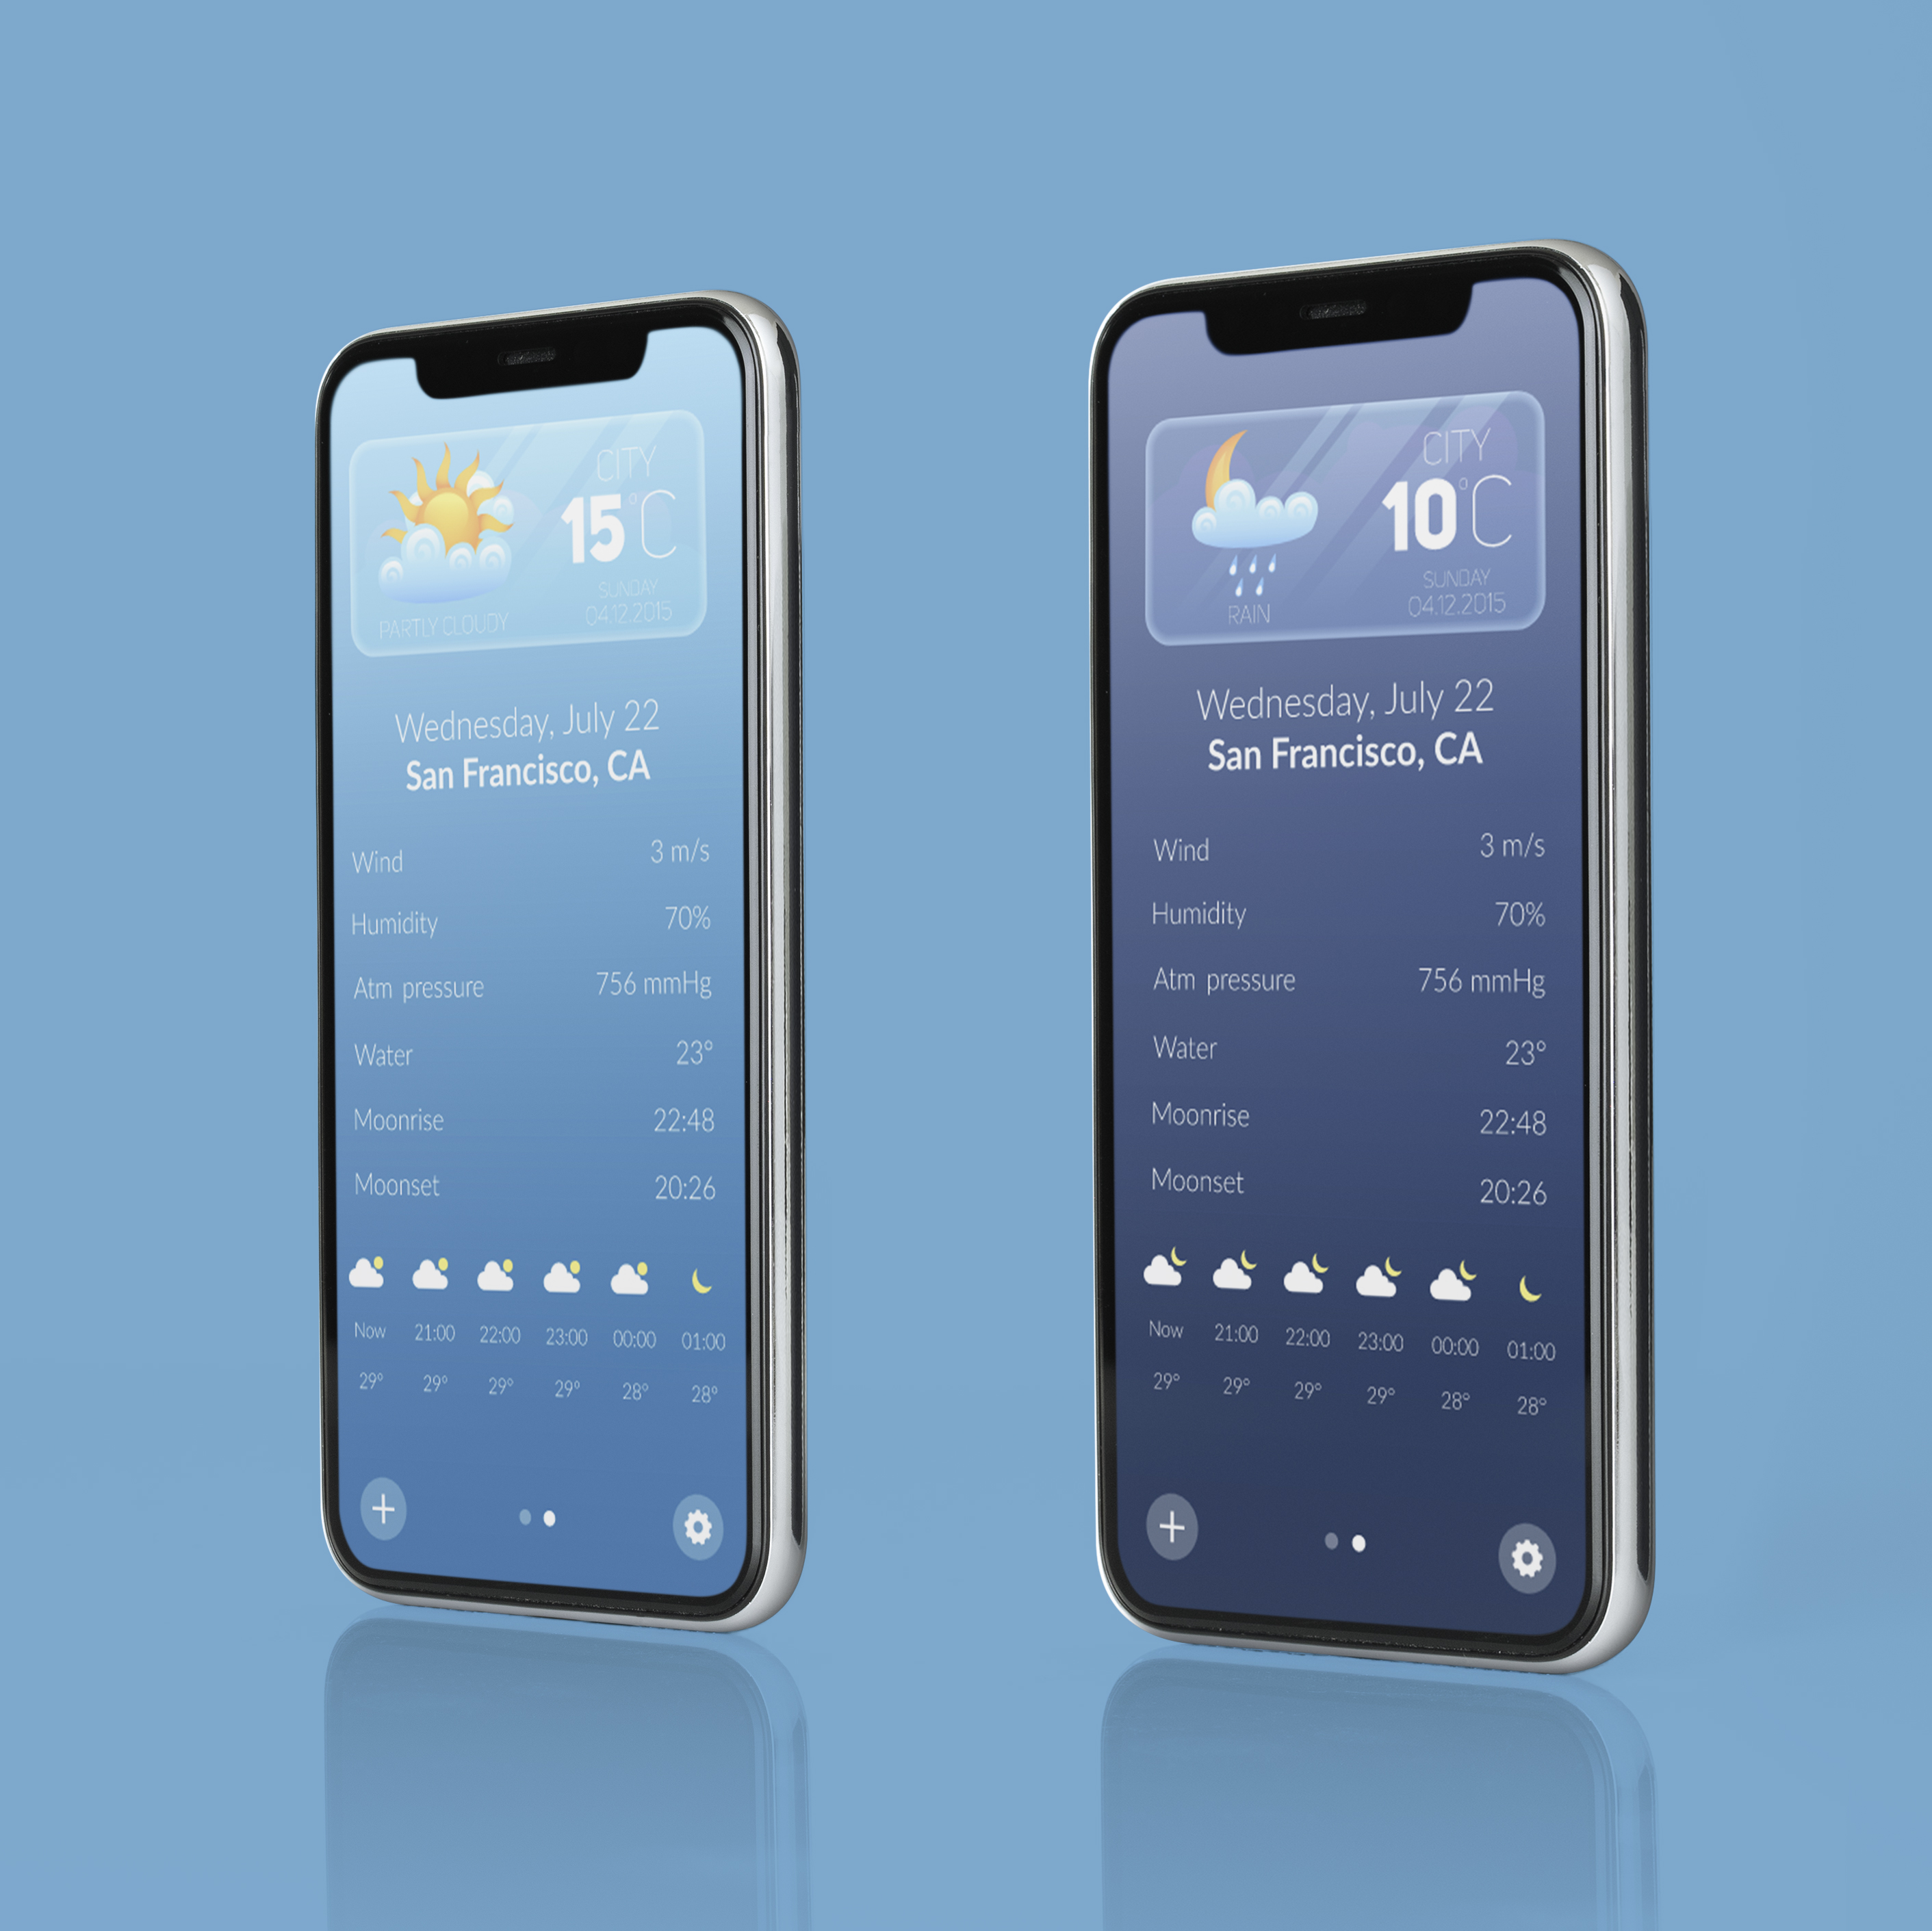 CITY
15°C
SUNDAY
04.12.2015
PARTLY CLOUDY
Wednesday, July 22
San Francisco, CA
Wind 3 m/s
Humidity 70%
Atm pressure 756 mmHg
Water 23°
Moonrise 22:48
Moonset 20:26
Now 21:00 22:00 23:00 00:00 01:00
29° 29° 29° 29° 28° 28°
CITY
10°C
SUNDAY
04.12.2015
RAIN
Wednesday, July 22
San Francisco, CA
Wind 3 m/s
Humidity 70%
Atm pressure 756 mmHg
Water 23°
Moonrise 22:48
Moonset 20:26
Now 21:00 22:00 23:00 00:00 01:00
29° 29° 29° 29° 28° 28°